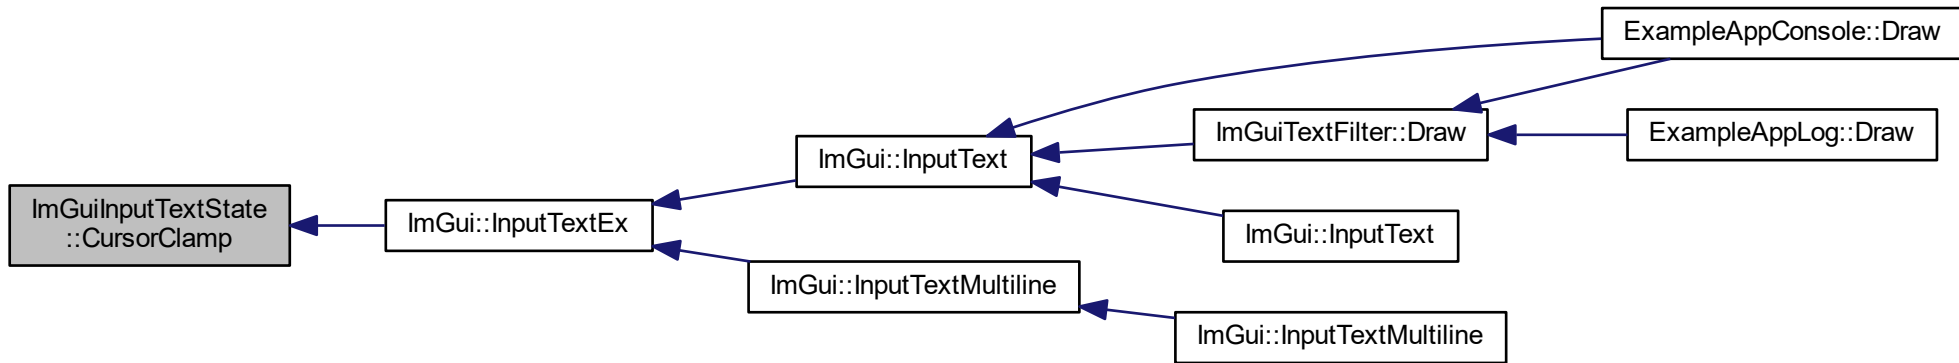 ImGuiInputTextState
::CursorClamp
ImGui::InputTextEx
ImGui::InputText
ImGui::InputTextMultiline
ExampleAppConsole::Draw
ImGuiTextFilter::Draw
ExampleAppLog::Draw
ImGui::InputText
ImGui::InputTextMultiline